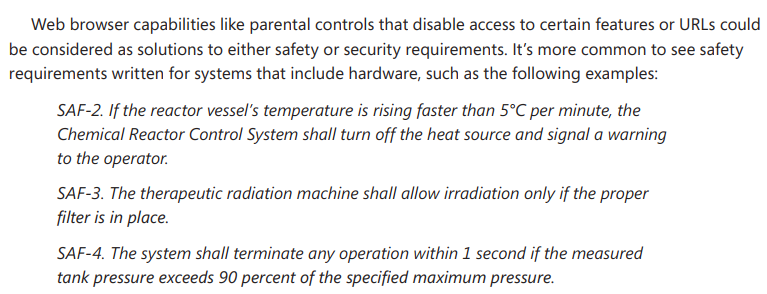 Web browser capabilities like parental controls that disable access to certain features or URLs could
be considered as solutions to either safety or security requirements. It’s more common to see safety
requirements written for systems that include hardware, such as the following examples:
SAF-2. If the reactor vessel’s temperature is rising faster than 5°C per minute, the
Chemical Reactor Control System shall turn off the heat source and signal a warning
to the operator.
SAF-3. The therapeutic radiation machine shall allow irradiation only if the proper
filter is in place.
SAF-4. The system shall terminate any operation within 1 second if the measured
tank pressure exceeds 90 percent of the specified maximum pressure.